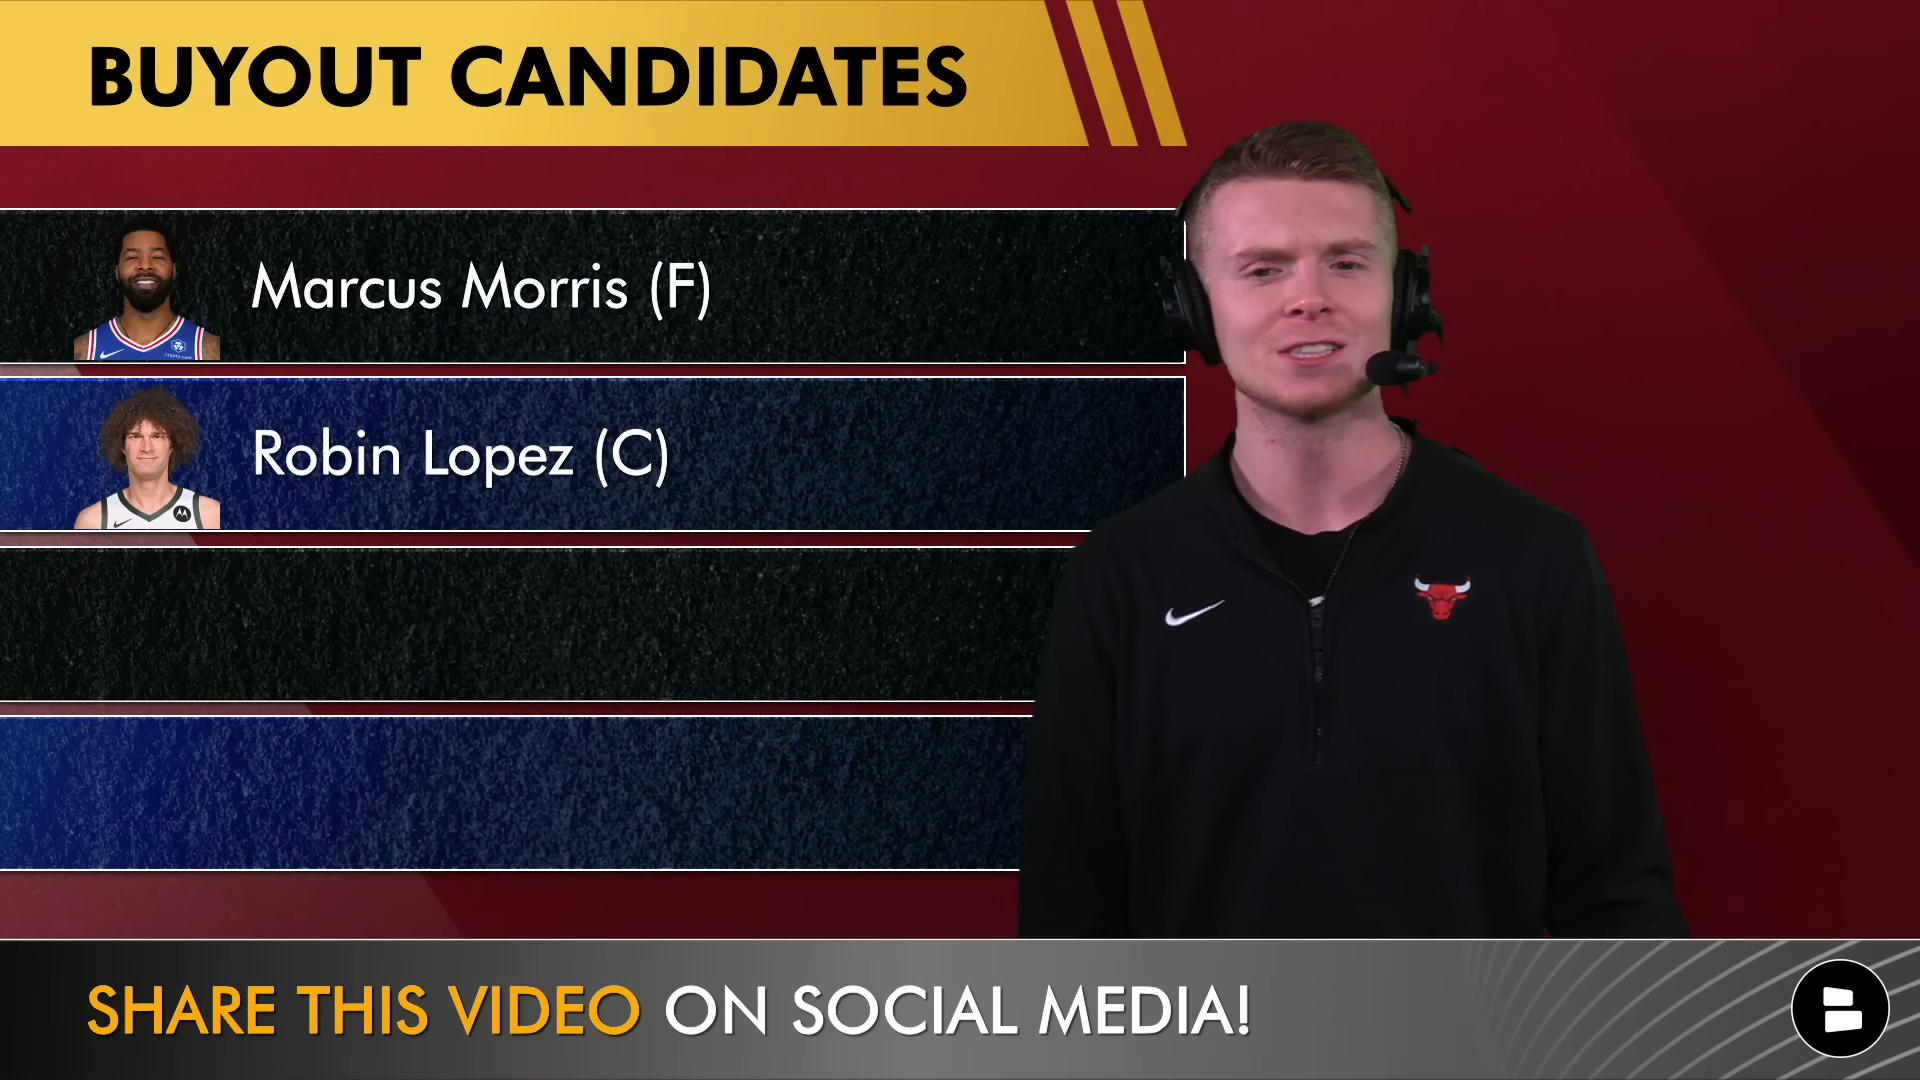 BUYOUT CANDIDATES
Marcus Morris (F)
Robin Lopez (C)
SHARE THIS VIDEO ON SOCIAL MEDIA!